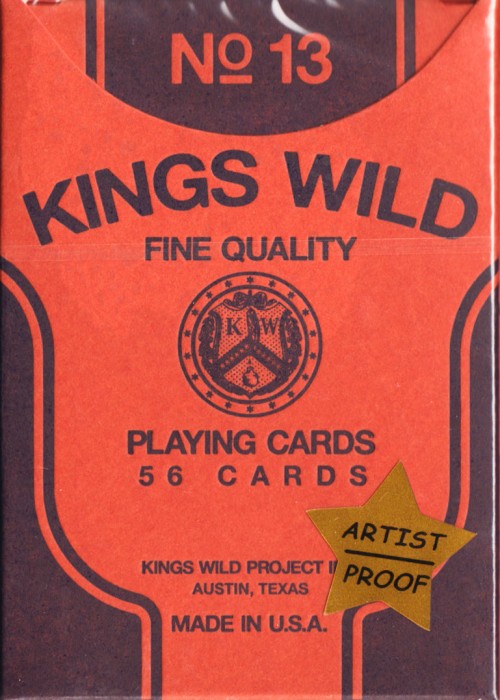 No 13
KINGS WILD
FINE QUALITY
K W
PLAYING CARDS
56 CARDS
ARTIST
PROOF
KINGS WILD PROJECT
AUSTIN, TEXAS
MADE IN U.S.A.